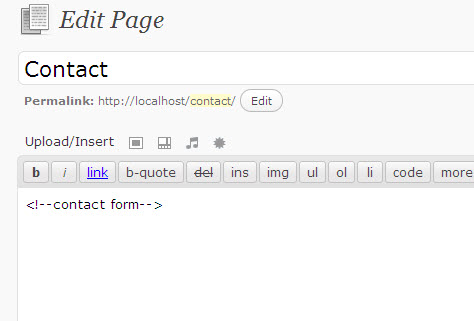 Edit Page
Contact
Permalink: http://localhost/contact/ Edit
Upload/Insert
b i link b-quote del ins img ul ol li code more
<!--contact form-->